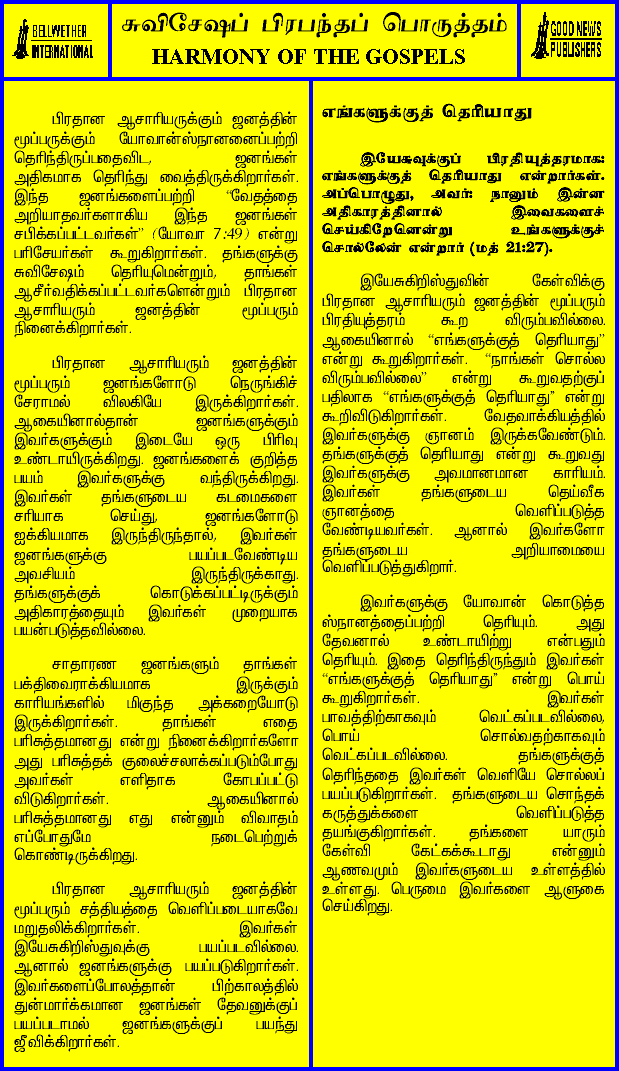 BELLWETHER
INTERNATIONAL
சுவிசேஷப் பிரபந்தப் பொருத்தம்
HARMONY OF THE GOSPELS
GOOD NEWS
PUBLISHERS
பிரதான ஆசாரியருக்கும் ஜனத்தின்
மூப்பருக்கும் யோவான்ஸ்நானனைப்பற்றி
தெரிந்திருப்பதைவிட, ஜனங்கள்
அதிகமாக தெரிந்து வைத்திருக்கிறார்கள்.
இந்த ஜனங்களைப்பற்றி “வேதத்தை
அறியாதவர்களாகிய இந்த ஜனங்கள்
சபிக்கப்பட்டவர்கள்” (யோவா 7:49) என்று
பரிசேயர்கள் கூறுகிறார்கள். தங்களுக்கு
சுவிசேஷம் தெரியுமென்றும், தாங்கள்
ஆசீர்வதிக்கப்பட்டவர்களென்றும் பிரதான
ஆசாரியரும் ஜனத்தின் மூப்பரும்
நினைக்கிறார்கள்.
பிரதான ஆசாரியரும் ஜனத்தின்
மூப்பரும் ஜனங்களோடு நெருங்கிச்
சேராமல் விலகியே இருக்கிறார்கள்.
ஆகையினால்தான் ஜனங்களுக்கும்
இவர்களுக்கும் இடையே ஒரு பிரிவு
உண்டாயிருக்கிறது. ஜனங்களைக் குறித்த
பயம் இவர்களுக்கு வந்திருக்கிறது.
இவர்கள் தங்களுடைய கடமைகளை
சரியாக செய்து, ஜனங்களோடு
ஐக்கியமாக இருந்திருந்தால், இவர்கள்
ஜனங்களுக்கு பயப்படவேண்டிய
அவசியம் இருந்திருக்காது.
தங்களுக்குக் கொடுக்கப்பட்டிருக்கும்
அதிகாரத்தையும் இவர்கள் முறையாக
பயன்படுத்தவில்லை.
சாதாரண ஜனங்களும் தாங்கள்
பக்திவைராக்கியமாக இருக்கும்
காரியங்களில் மிகுந்த அக்கறையோடு
இருக்கிறார்கள். தாங்கள் எதை
பரிசுத்தமானது என்று நினைக்கிறார்களோ
அது பரிசுத்தக் குலைச்சலாக்கப்படும்போது
அவர்கள் எளிதாக கோபப்பட்டு
விடுகிறார்கள். ஆகையினால்
பரிசுத்தமானது எது என்னும் விவாதம்
எப்போதுமே நடைபெற்றுக்
கொண்டிருக்கிறது.
பிரதான ஆசாரியரும் ஜனத்தின்
மூப்பரும் சத்தியத்தை வெளிப்படையாகவே
மறுதலிக்கிறார்கள். இவர்கள்
இயேசுகிறிஸ்துவுக்கு பயப்படவில்லை.
ஆனால் ஜனங்களுக்கு பயப்படுகிறார்கள்.
இவர்களைப்போலத்தான் பிற்காலத்தில்
துன்மார்க்கமான ஜனங்கள் தேவனுக்குப்
பயப்படாமல் ஜனங்களுக்குப் பயந்து
ஜீவிக்கிறார்கள்.
எங்களுக்குத் தெரியாது
இயேசுவுக்குப் பிரதியுத்தரமாக:
எங்களுக்குத் தெரியாது என்றார்கள்.
அப்பொழுது, அவர்: நானும் இன்ன
அதிகாரத்தினால் இவைகளைச்
செய்கிறேனென்று உங்களுக்குச்
சொல்லேன் என்றார் (மத் 21:27).
இயேசுகிறிஸ்துவின் கேள்விக்கு
பிரதான ஆசாரியரும் ஜனத்தின் மூப்பரும்
பிரதியுத்தரம் கூற விரும்பவில்லை.
ஆகையினால் “எங்களுக்குத் தெரியாது”
என்று கூறுகிறார்கள். “நாங்கள் சொல்ல
விரும்பவில்லை” என்று கூறுவதற்குப்
பதிலாக “எங்களுக்குத் தெரியாது” என்று
கூறிவிடுகிறார்கள். வேதவாக்கியத்தில்
இவர்களுக்கு ஞானம் இருக்கவேண்டும்.
தங்களுக்குத் தெரியாது என்று கூறுவது
இவர்களுக்கு அவமானமான காரியம்.
இவர்கள் தங்களுடைய தெய்வீக
ஞானத்தை வெளிப்படுத்த
வேண்டியவர்கள். ஆனால் இவர்களோ
தங்களுடைய அறியாமையை
வெளிப்படுத்துகிறார்.
இவர்களுக்கு யோவான் கொடுத்த
ஸ்நானத்தைப்பற்றி தெரியும். அது
தேவனால் உண்டாயிற்று என்பதும்
தெரியும். இதை தெரிந்திருந்தும் இவர்கள்
“எங்களுக்குத் தெரியாது” என்று பொய்
கூறுகிறார்கள். இவர்கள்
பாவத்திற்காகவும் வெட்கப்படவில்லை,
பொய் சொல்வதற்காகவும்
வெட்கப்படவில்லை. தங்களுக்குத்
தெரிந்ததை இவர்கள் வெளியே சொல்லப்
பயப்படுகிறார்கள். தங்களுடைய சொந்தக்
கருத்துக்களை வெளிப்படுத்த
தயங்குகிறார்கள். தங்களை யாரும்
கேள்வி கேட்கக்கூடாது என்னும்
ஆணவமும் இவர்களுடைய உள்ளத்தில்
உள்ளது. பெருமை இவர்களை ஆளுகை
செய்கிறது.